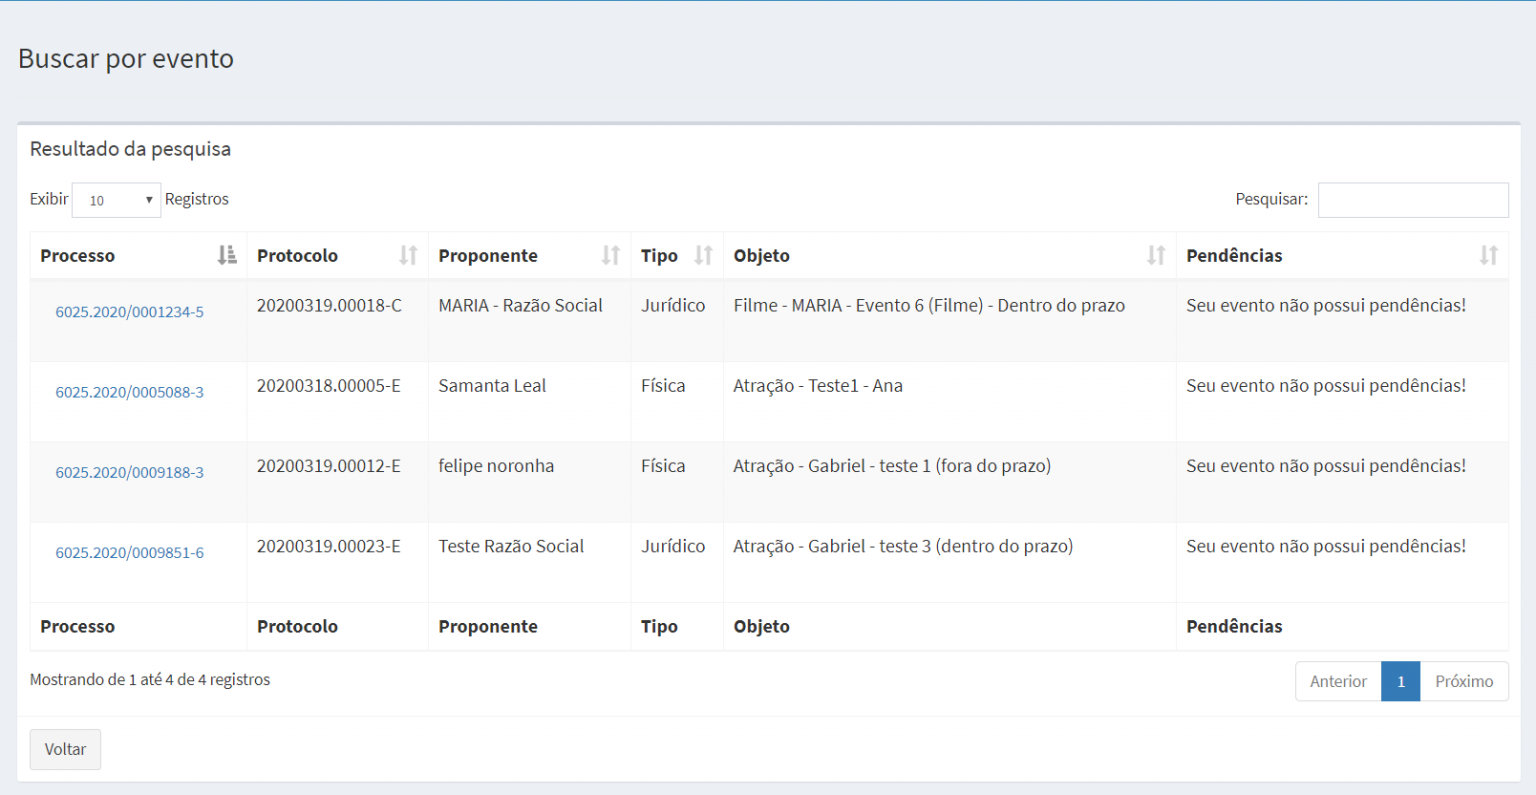 Buscar por evento
Resultado da pesquisa
Exibir 10 Registros Pesquisar:
Processo Protocolo Proponente Tipo Objeto Pendências
6025.2020/0001234-5 20200319.00018-C MARIA - Razão Social Jurídico Filme - MARIA - Evento 6 (Filme) - Dentro do prazo Seu evento não possui pendências!
6025.2020/0005088-3 20200318.00005-E Samanta Leal Física Atração - Teste1 - Ana Seu evento não possui pendências!
6025.2020/0009188-3 20200319.00012-E felipe noronha Física Atração - Gabriel - teste 1 (fora do prazo) Seu evento não possui pendências!
6025.2020/0009851-6 20200319.00023-E Teste Razão Social Jurídico Atração - Gabriel - teste 3 (dentro do prazo) Seu evento não possui pendências!
Processo Protocolo Proponente Tipo Objeto Pendências
Mostrando de 1 até 4 de 4 registros Anterior 1 Próximo
Voltar